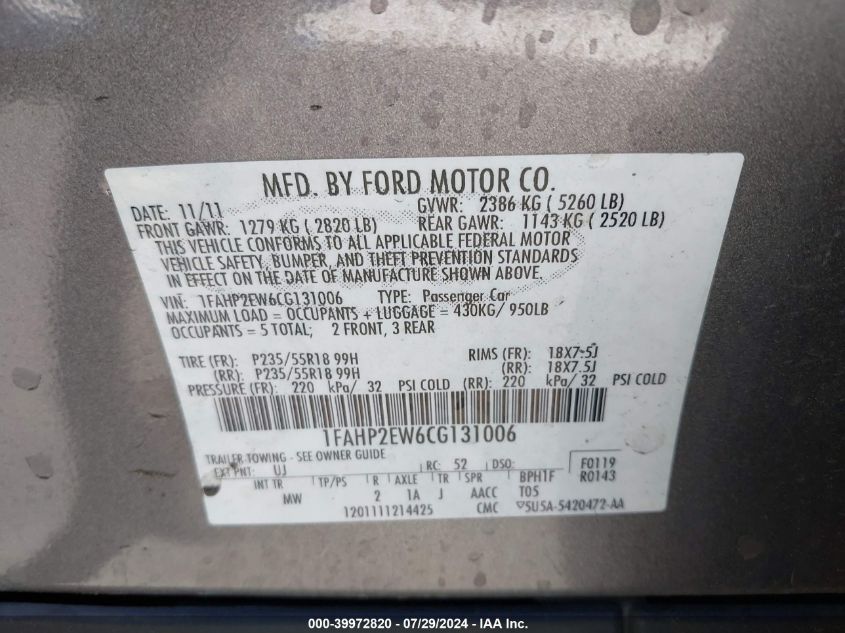 MFD. BY FORD MOTOR CO.
DATE: 11/11 GVWR: 2386 KG ( 5260 LB)
FRONT GAWR: 1279 KG ( 2820 LB) REAR GAWR: 1143 KG ( 2520 LB)
THIS VEHICLE CONFORMS TO ALL APPLICABLE FEDERAL MOTOR
VEHICLE SAFETY, BUMPER, AND THEFT PREVENTION STANDARDS
IN EFFECT ON THE DATE OF MANUFACTURE SHOWN ABOVE.
VIN: 1FAHP2EW6CG131006 TYPE: Passenger Car
MAXIMUM LOAD = OCCUPANTS + LUGGAGE = 430KG/ 950LB
OCCUPANTS = 5 TOTAL; 2 FRONT, 3 REAR
TIRE (FR): P235/55R18 99H RIMS (FR): 18X7.5J
(RR): P235/55R18 99H (RR): 18X7.5J
PRESSURE (FR): 220 kPa/ 32 PSI COLD (RR): 220 kPa/ 32 PSI COLD
1FAHP2EW6CG131006
TRAILER TOWING - SEE OWNER GUIDE
EXT PNT: UJ RC: 52 DSO: F0119
R0143
INT TR TP/PS R AXLE TR SPR BPH1F
MW 2 1A J AACC T05
1201111214425 CMC 5U5A-5420472-AA
000-39972820 - 07/29/2024 - IAA Inc.